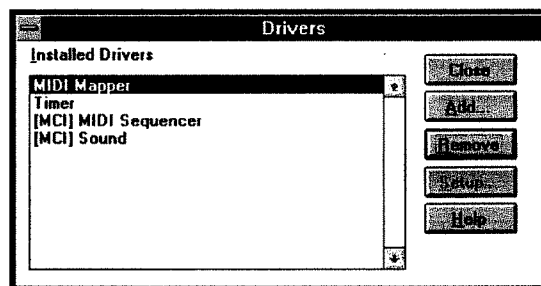 Drivers
Installed Drivers
MIDI Mapper
Timer
[MCI] MIDI Sequencer
[MCI] Sound
Close
Add...
Remove
Setup...
Help